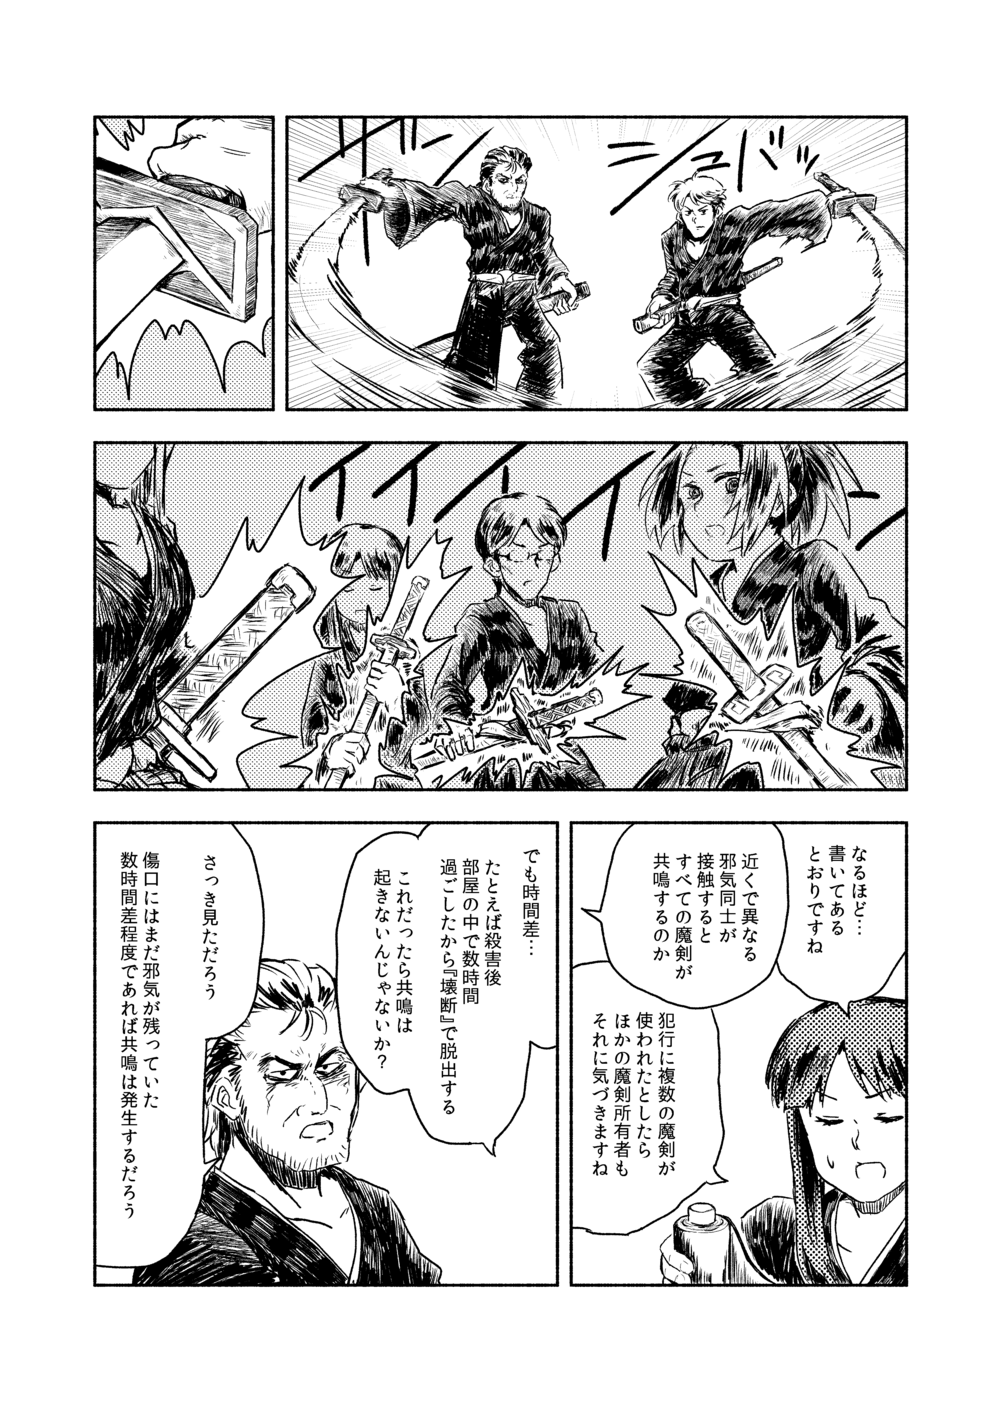 シュバッ
ブン
イイイイ
なるほど…
書いてある
とおりですね
近くで異なる
邪気同士が
接触すると
すべての魔剣が
共鳴するのか
犯行に複数の魔剣が
使われたとしたら
ほかの魔剣所有者も
それに気づきますね
でも時間差…
たとえば殺害後
部屋の中で数時間
過ごしたから『壊断』で脱出する
これだったら共鳴は
起きないんじゃないか?
さっき見ただろう
傷口にはまだ邪気が残っていた
数時間差程度であれば共鳴は発生するだろう